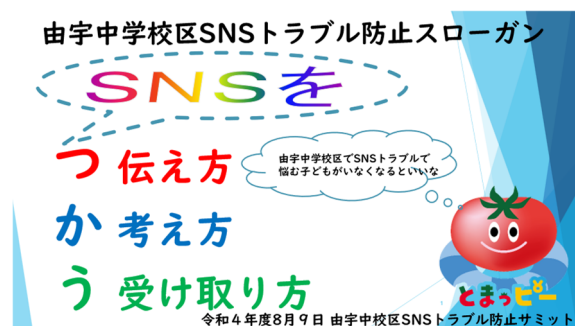 由宇中学校区SNSトラブル防止スローガン
SNSを
つ 伝え方
由宇中学校区でSNSトラブルで
悩む子どもがいなくなるといいな
か 考え方
う 受け取り方
とまっピー
令和４年度8月９日 由宇中校区SNSトラブル防止サミット